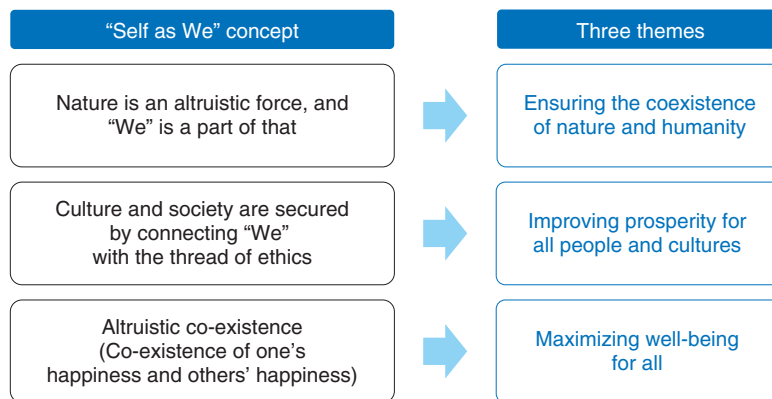 “Self as We” concept
Three themes
Nature is an altruistic force, and
“We” is a part of that
Ensuring the coexistence
of nature and humanity
Culture and society are secured
by connecting “We”
with the thread of ethics
Improving prosperity for
all people and cultures
Altruistic co-existence
(Co-existence of one’s
happiness and others’ happiness)
Maximizing well-being
for all